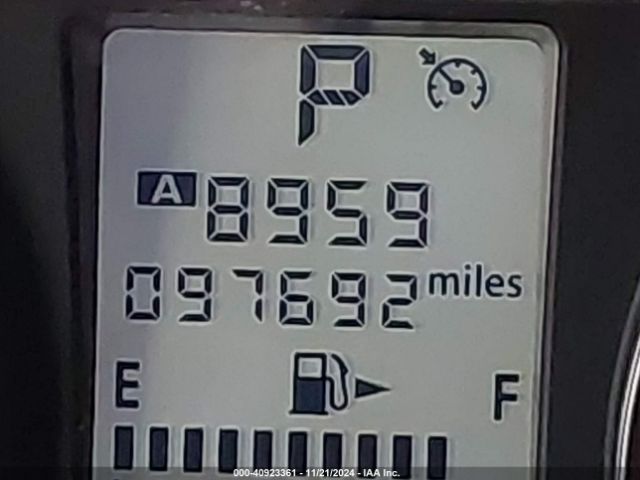 P
A 8959
097692 miles
E F
000-40923361 - 11/21/2024 - IAA Inc.